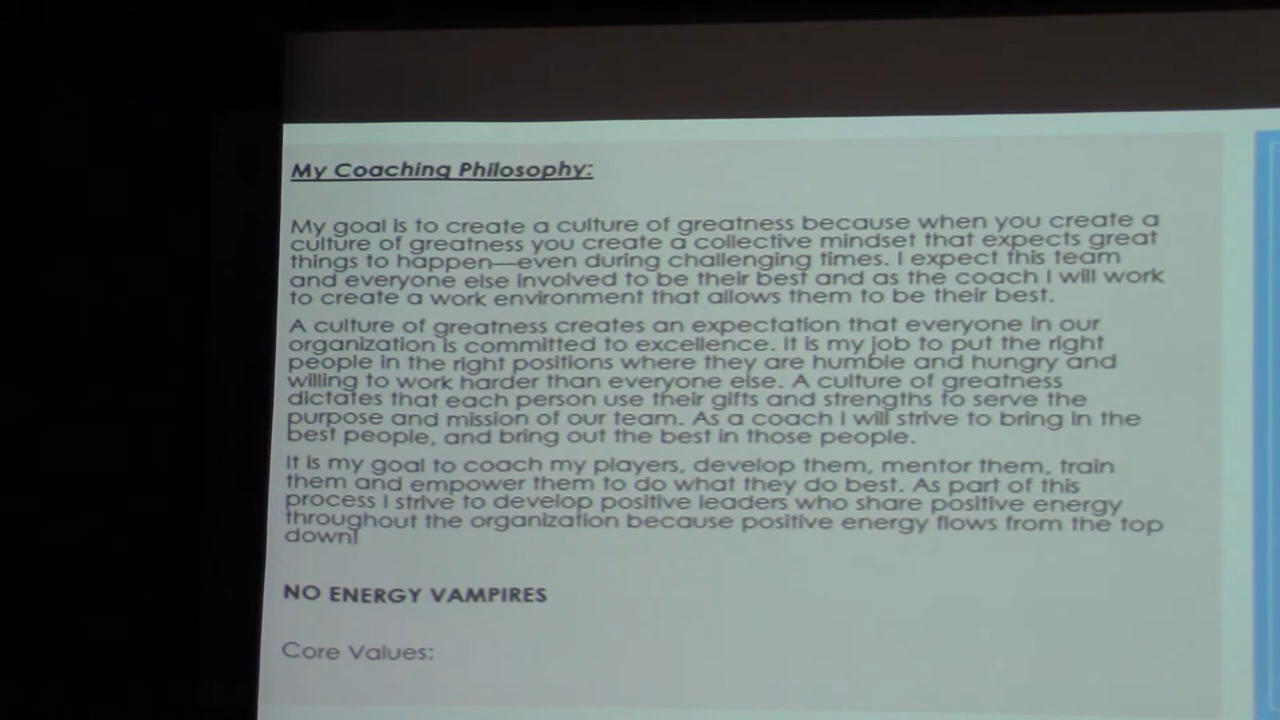 My Coaching Philosophy:
My goal is to create a culture of greatness because when you create a
culture of greatness you create a collective mindset that expects great
things to happen—even during challenging times. I expect this team
and everyone else involved to be their best and as the coach I will work
to create a work environment that allows them to be their best.
A culture of greatness creates an expectation that everyone in our
organization is committed to excellence. It is my job to put the right
people in the right positions where they are humble and hungry and
willing to work harder than everyone else. A culture of greatness
dictates that each person use their gifts and strengths to serve the
purpose and mission of our team. As a coach I will strive to bring in the
best people, and bring out the best in those people.
It is my goal to coach my players, develop them, mentor them, train
them and empower them to do what they do best. As part of this
process I strive to develop positive leaders who share positive energy
throughout the organization because positive energy flows from the top
down!
NO ENERGY VAMPIRES
Core Values: